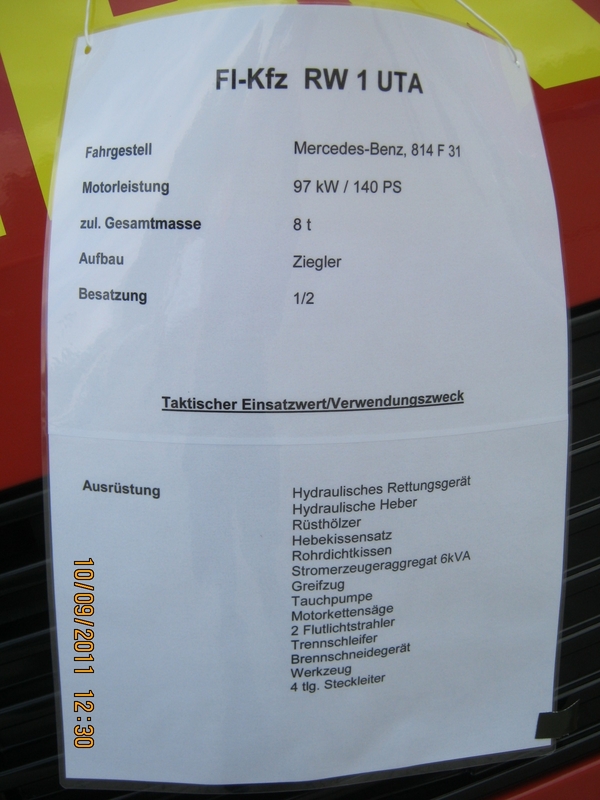 Fl-Kfz RW 1 UTA
Fahrgestell Mercedes-Benz, 814 F 31
Motorleistung 97 kW / 140 PS
zul. Gesamtmasse 8 t
Aufbau Ziegler
Besatzung 1/2
Taktischer Einsatzwert/Verwendungszweck
Ausrüstung Hydraulisches Rettungsgerät
Hydraulische Heber
Rüsthölzer
Hebekissensatz
Rohrdichtkissen
Stromerzeugeraggregat 6kVA
Greifzug
Tauchpumpe
Motorkettensäge
2 Flutlichtstrahler
Trennschleifer
Brennschneidegerät
Werkzeug
4 tlg. Steckleiter
10/09/2011 12:30